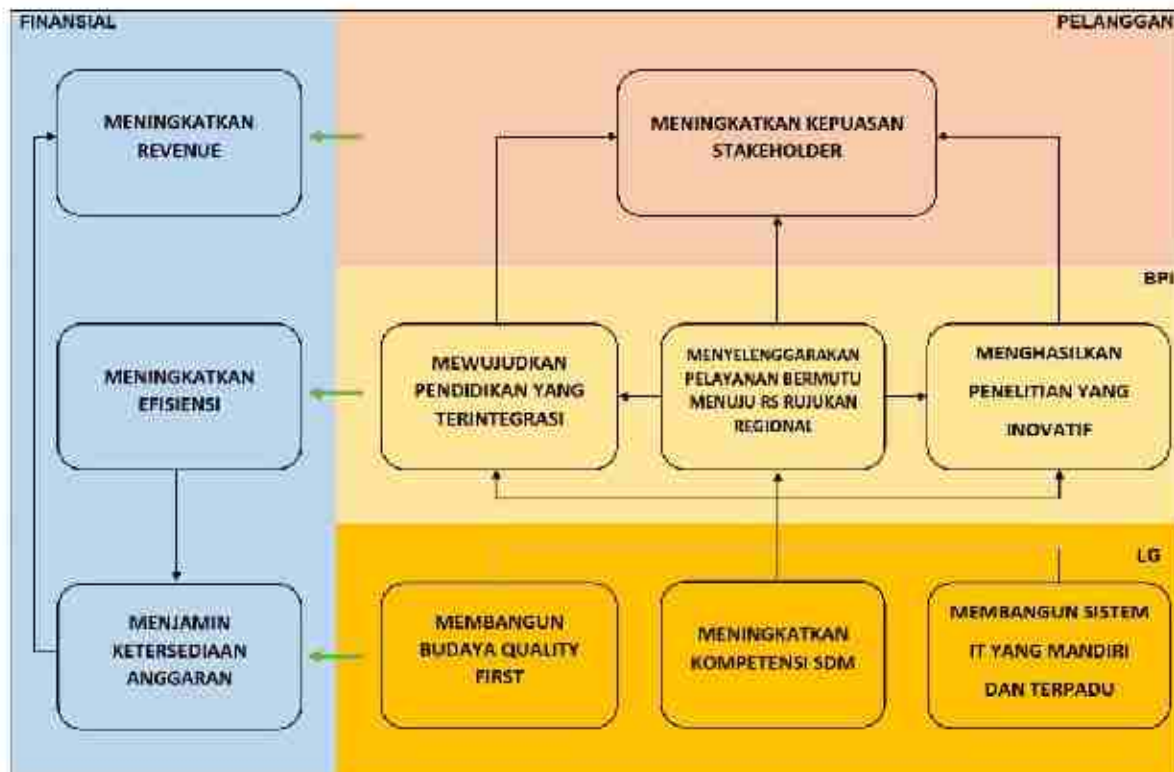 FINANSIAL
PELANGGAN
MENINGKATKAN
REVENUE
MENINGKATKAN KEPUASAN
STAKEHOLDER
BPI
MENINGKATKAN
EFISIENSI
MEWUJUDKAN
PENDIDIKAN YANG
TERINTEGRASI
MENYELENGGARAKAN
PELAYANAN BERMUTU
MENUJU RS RUJUKAN
REGIONAL
MENGHASILKAN
PENELITIAN YANG
INOVATIF
LG
MENJAMIN
KETERSEDIAAN
ANGGARAN
MEMBANGUN
BUDAYA QUALITY
FIRST
MENINGKATKAN
KOMPETENSI SDM
MEMBANGUN SISTEM
IT YANG MANDIRI
DAN TERPADU